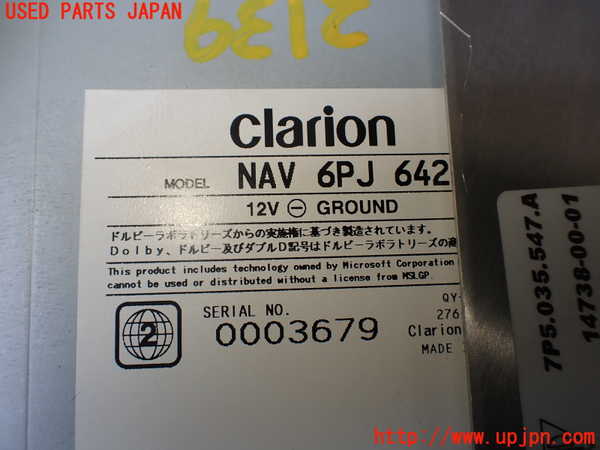 USED PARTS JAPAN
2139
clarion
MODEL NAV 6PJ 642
12V ⊖ GROUND
ドルビーラボラトリーズからの実施権に基づき製造されています。
Dolby、ドルビー及びダブルD記号はドルビーラボラトリーズの商
This product includes technology owned by Microsoft Corporation
cannot be used or distributed without a license from MSLGP.
2
SERIAL NO.
0003679
QY-
276
Clarion
MADE
7P5.035.547.A
14738-00-01
http://www.upjpn.com/